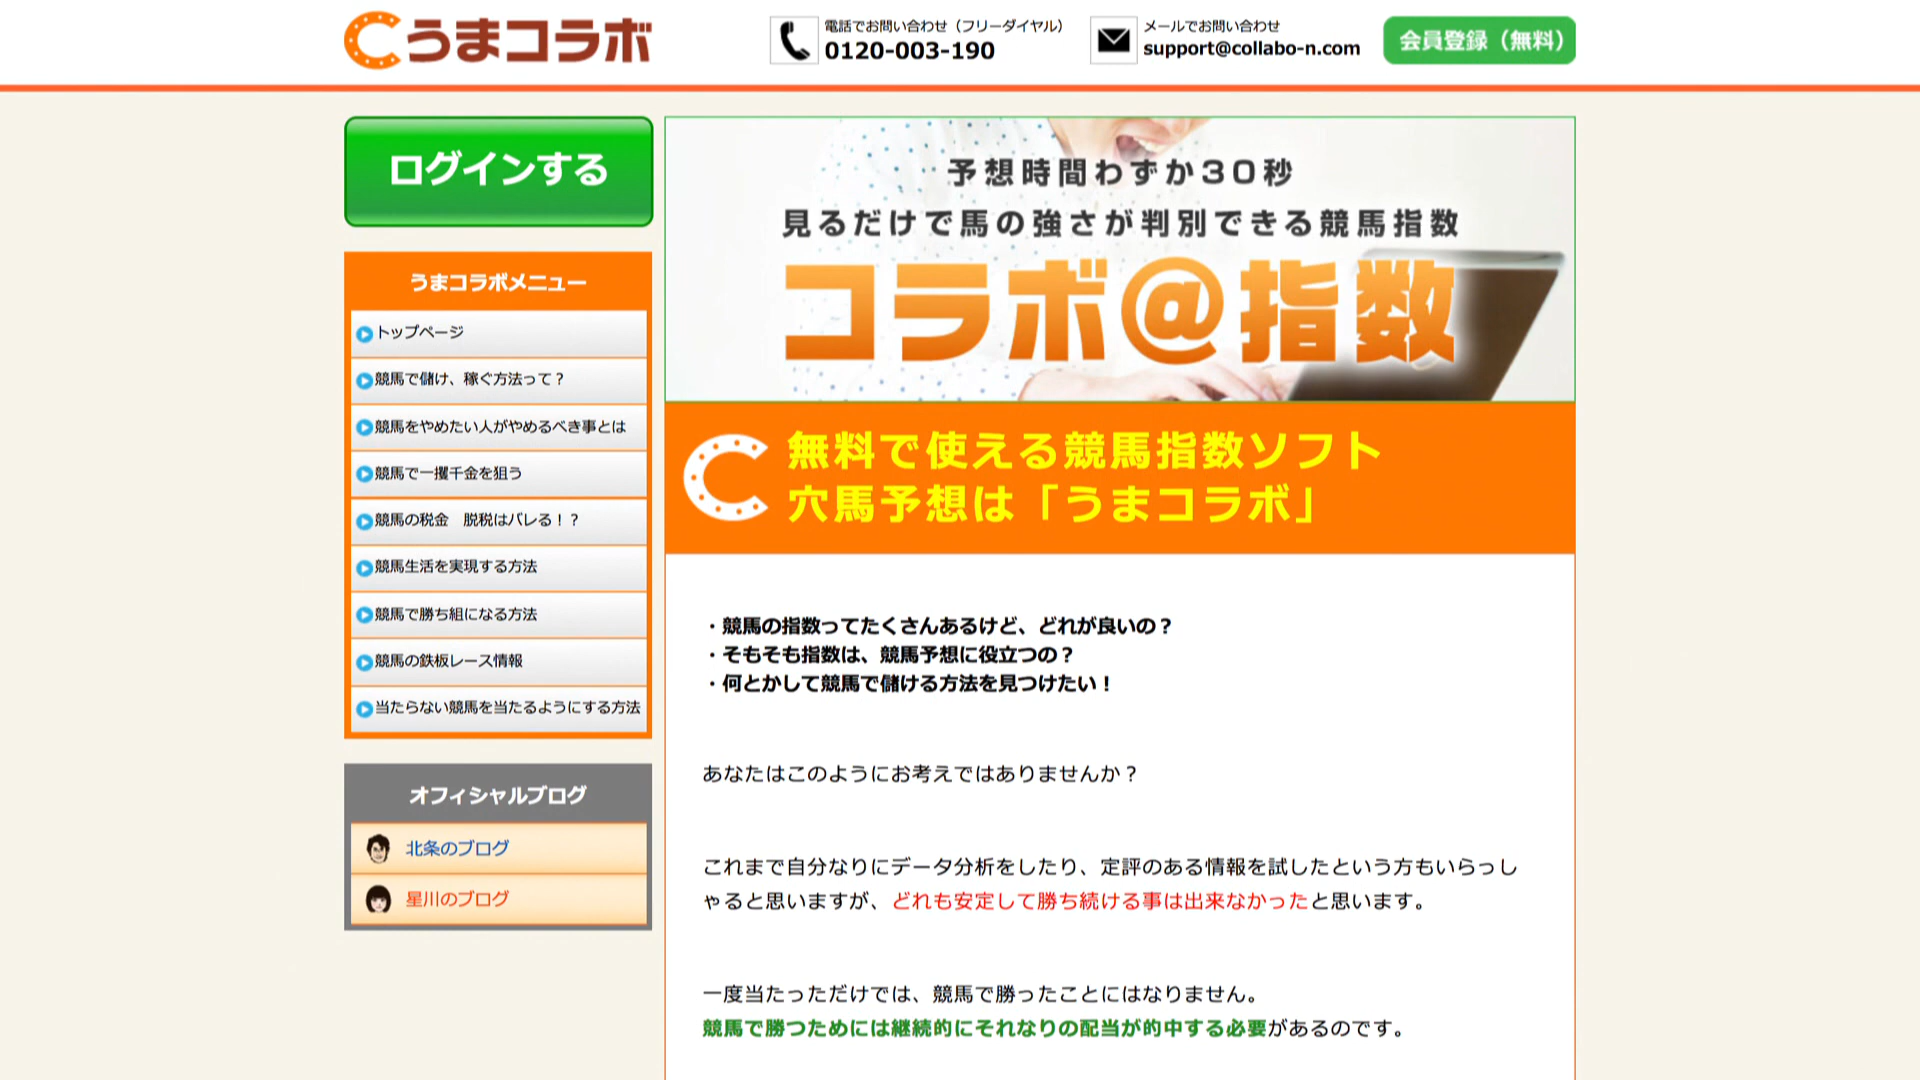 うまコラボ
電話でお問い合わせ（フリーダイヤル）
0120-003-190
メールでお問い合わせ
support@collabo-n.com
会員登録（無料）
ログインする
うまコラボメニュー
トップページ
競馬で儲け、稼ぐ方法って？
競馬をやめたい人がやめるべき事とは
競馬で一攫千金を狙う
競馬の税金　脱税はバレる！？
競馬生活を実現する方法
競馬で勝ち組になる方法
競馬の鉄板レース情報
当たらない競馬を当たるようにする方法
オフィシャルブログ
北条のブログ
星川のブログ
予想時間わずか30秒
見るだけで馬の強さが判別できる競馬指数
コラボ@指数
無料で使える競馬指数ソフト
穴馬予想は「うまコラボ」
・競馬の指数ってたくさんあるけど、どれが良いの？
・そもそも指数は、競馬予想に役立つの？
・何とかして競馬で儲ける方法を見つけたい！
あなたはこのようにお考えではありませんか？
これまで自分なりにデータ分析をしたり、定評のある情報を試したという方もいらっし
ゃると思いますが、どれも安定して勝ち続ける事は出来なかったと思います。
一度当たっただけでは、競馬で勝ったことにはなりません。
競馬で勝つためには継続的にそれなりの配当が的中する必要があるのです。